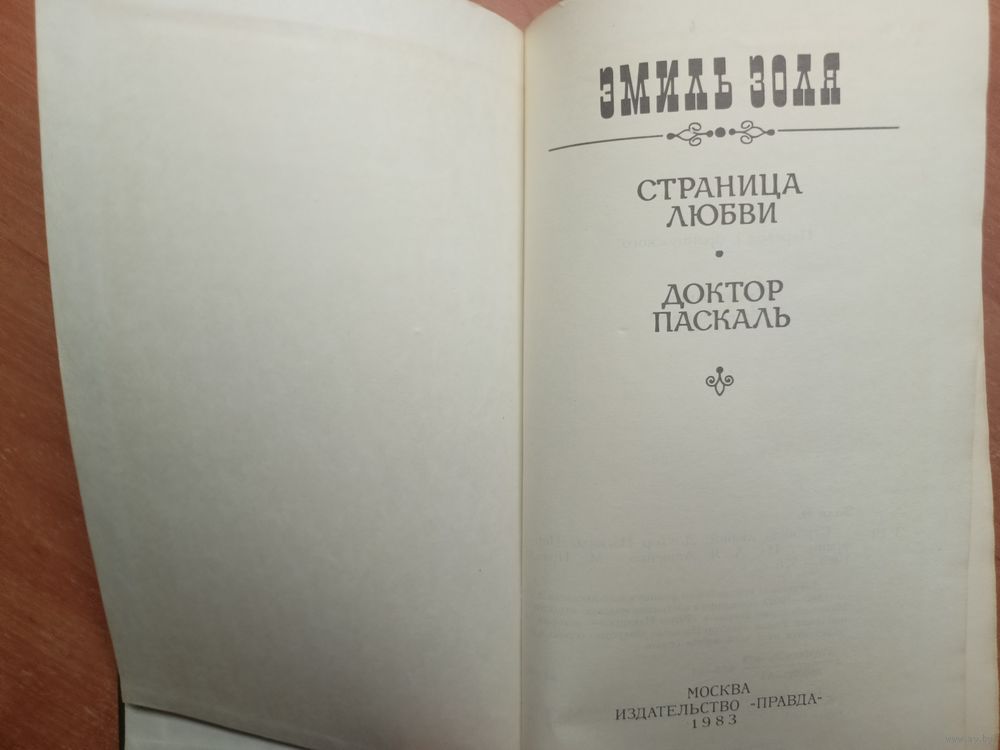 ЭМИЛЬ ЗОЛЯ
СТРАНИЦА
ЛЮБВИ
•
ДОКТОР
ПАСКАЛЬ
МОСКВА
ИЗДАТЕЛЬСТВО «ПРАВДА»
1983